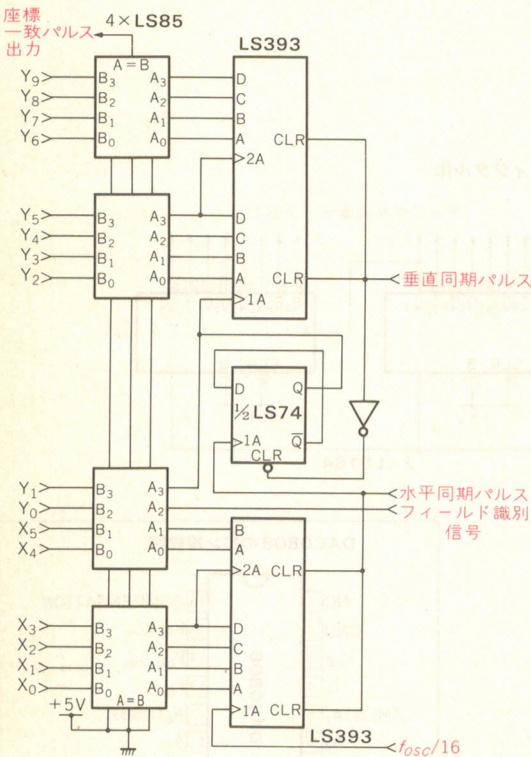 座標
一致パルス
出力
4×LS85
LS393
A=B
Y9 B3 A3 D
Y8 B2 A2 C
Y7 B1 A1 B CLR
Y6 B0 A0 A
2A
Y5 B3 A3 D
Y4 B2 A2 C
Y3 B1 A1 B
Y2 B0 A0 A CLR 垂直同期パルス
1A
D Q
½LS74
1A Q̅
CLR
Y1 B3 A3 水平同期パルス
Y0 B2 A2 フィールド識別
X5 B1 A1 B 信号
X4 B0 A0 A
2A CLR
X3 B3 A3 D
X2 B2 A2 C
X1 B1 A1 B
X0 B0 A0 A
A=B
+5V
1A CLR
LS393
fosc/16